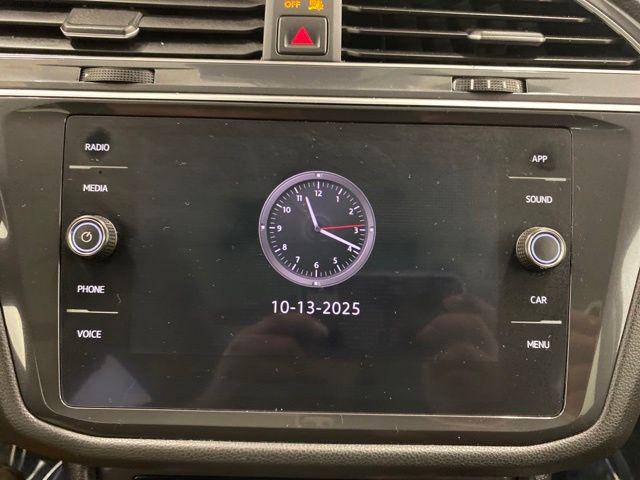 OFF
RADIO
MEDIA
PHONE
VOICE
12
1
2
3
4
5
6
7
8
9
10
11
10-13-2025
APP
SOUND
CAR
MENU